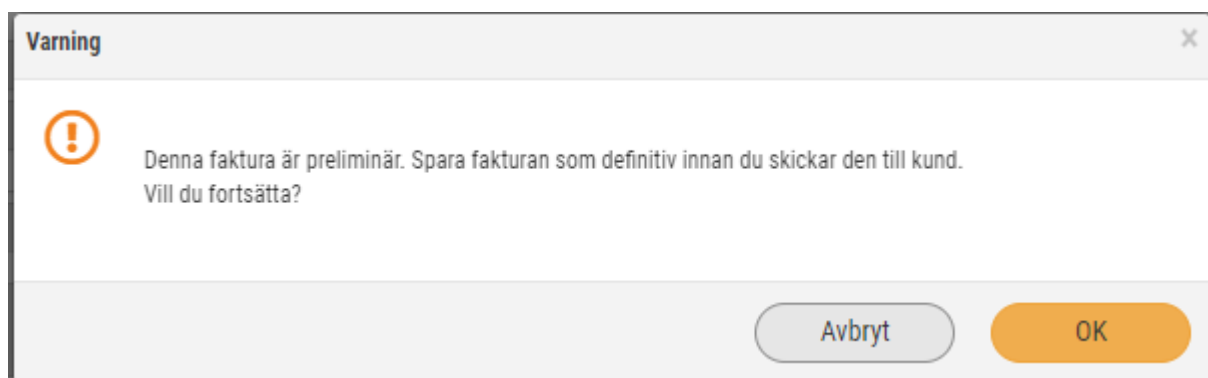 Varning
Denna faktura är preliminär. Spara fakturan som definitiv innan du skickar den till kund.
Vill du fortsätta?
Avbryt
OK